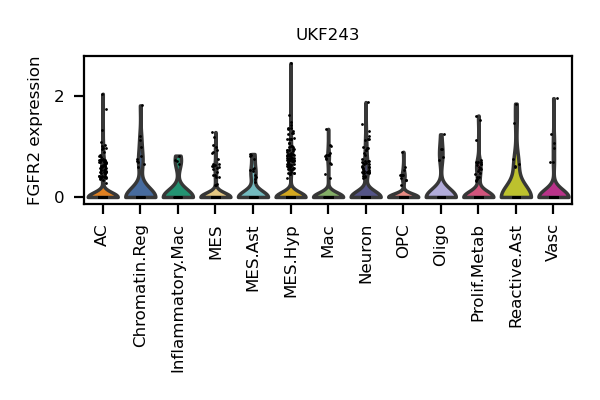 UKF243
FGFR2 expression
2
0
AC
Chromatin.Reg
Inflammatory.Mac
MES
MES.Ast
MES.Hyp
Mac
Neuron
OPC
Oligo
Prolif.Metab
Reactive.Ast
Vasc